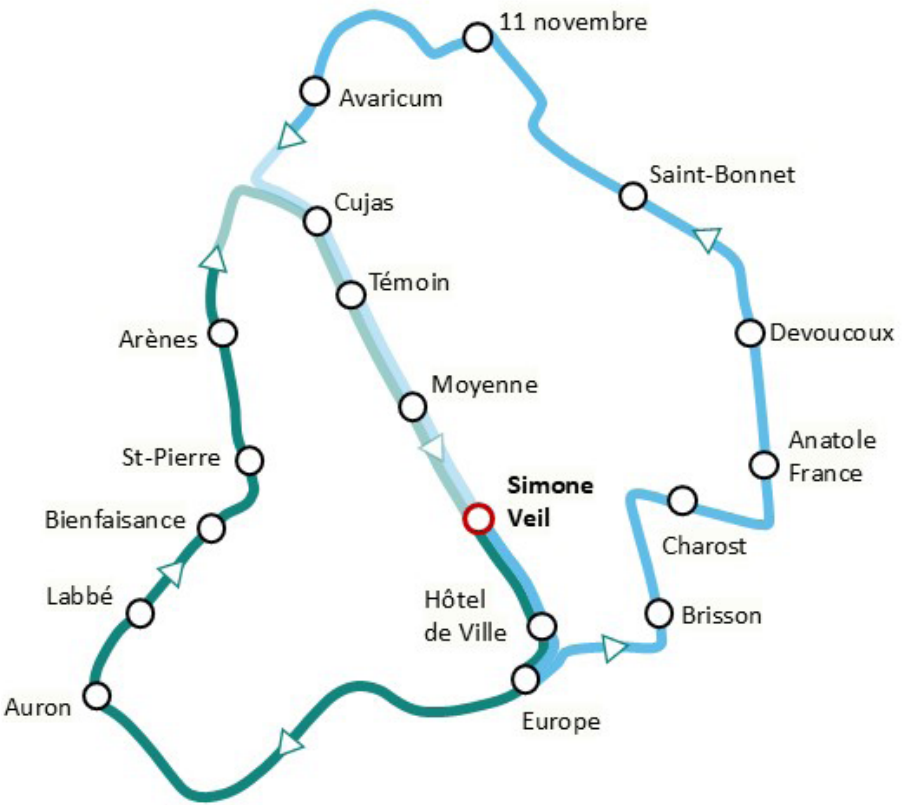 11 novembre
Avaricum
Saint-Bonnet
Cujas
Témoin
Arènes
Devoucoux
Moyenne
Anatole
France
St-Pierre
Simone
Veil
Bienfaisance
Charost
Labbé
Hôtel
de Ville
Brisson
Auron
Europe